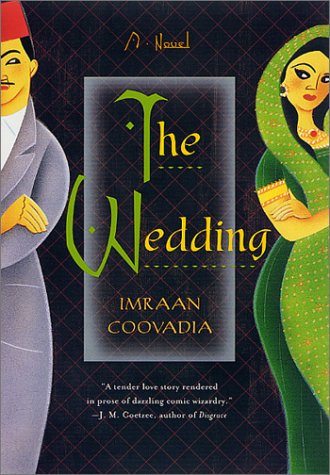 A · Novel
The
Wedding
IMRAAN
COOVADIA
"A tender love story rendered
in prose of dazzling comic wizardry."
—J. M. Coetzee, author of Disgrace